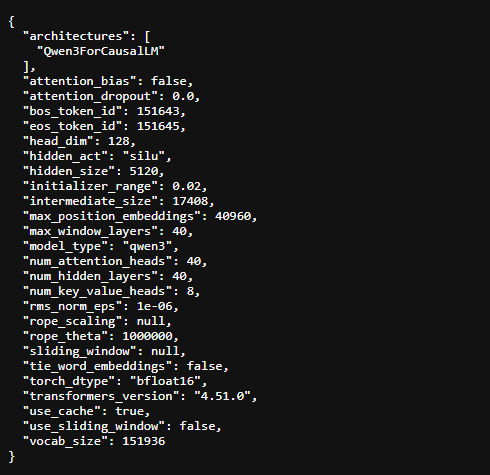 {
  "architectures": [
    "Qwen3ForCausalLM"
  ],
  "attention_bias": false,
  "attention_dropout": 0.0,
  "bos_token_id": 151643,
  "eos_token_id": 151645,
  "head_dim": 128,
  "hidden_act": "silu",
  "hidden_size": 5120,
  "initializer_range": 0.02,
  "intermediate_size": 17408,
  "max_position_embeddings": 40960,
  "max_window_layers": 40,
  "model_type": "qwen3",
  "num_attention_heads": 40,
  "num_hidden_layers": 40,
  "num_key_value_heads": 8,
  "rms_norm_eps": 1e-06,
  "rope_scaling": null,
  "rope_theta": 1000000,
  "sliding_window": null,
  "tie_word_embeddings": false,
  "torch_dtype": "bfloat16",
  "transformers_version": "4.51.0",
  "use_cache": true,
  "use_sliding_window": false,
  "vocab_size": 151936
}